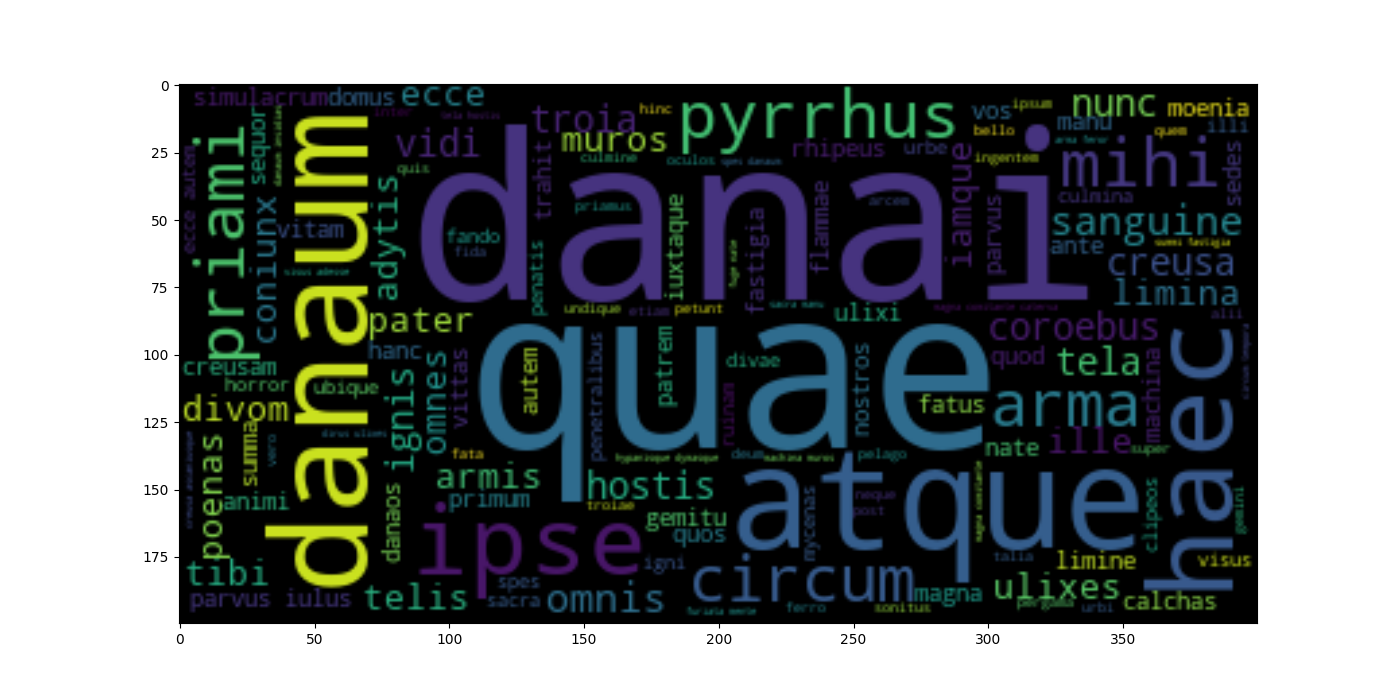 0
25
50
75
100
125
150
175
0
50
100
150
200
250
300
350
simulacrum
domus
ecce
troia
hinc
pyrrhus
vos
ipsum
nunc
moenia
muros
vidi
quis
culmine
oculos
rhipeus
urbe
bello
ingentem
manu
quem
illi
mihi
culmina
sedes
sequor
priami
coniunx
vitam
danaum
adytis
danai
trahit
priamus
fando
fida
penatis
iuxtaque
fastigia
flammae
arcem
iamque
parvus
sanguine
ante
creusa
limina
alii
ecce autem
pater
undique
etiam
petunt
ulixi
coroebus
hanc
quae
autem
penetralibus
patrem
divae
ruinam
nostros
fatus
quod
tela
machina
haec
creusam
horror
ubique
divom
ignis
omnes
vittas
arma
nate
ille
super
summa
vero
poenas
animi
fata
armis
primum
hostis
troiae
deum
machina muros
pelago
atque
neque
post
mycenas
clipeos
gemini
danaos
ipse
gemitu
quos
igni
talia
limine
visus
tibi
parvus iulus
telis
spes
sacra
omnis
circum
magna
ulixes
pergama
urbi
calchas
ferro
sonitus